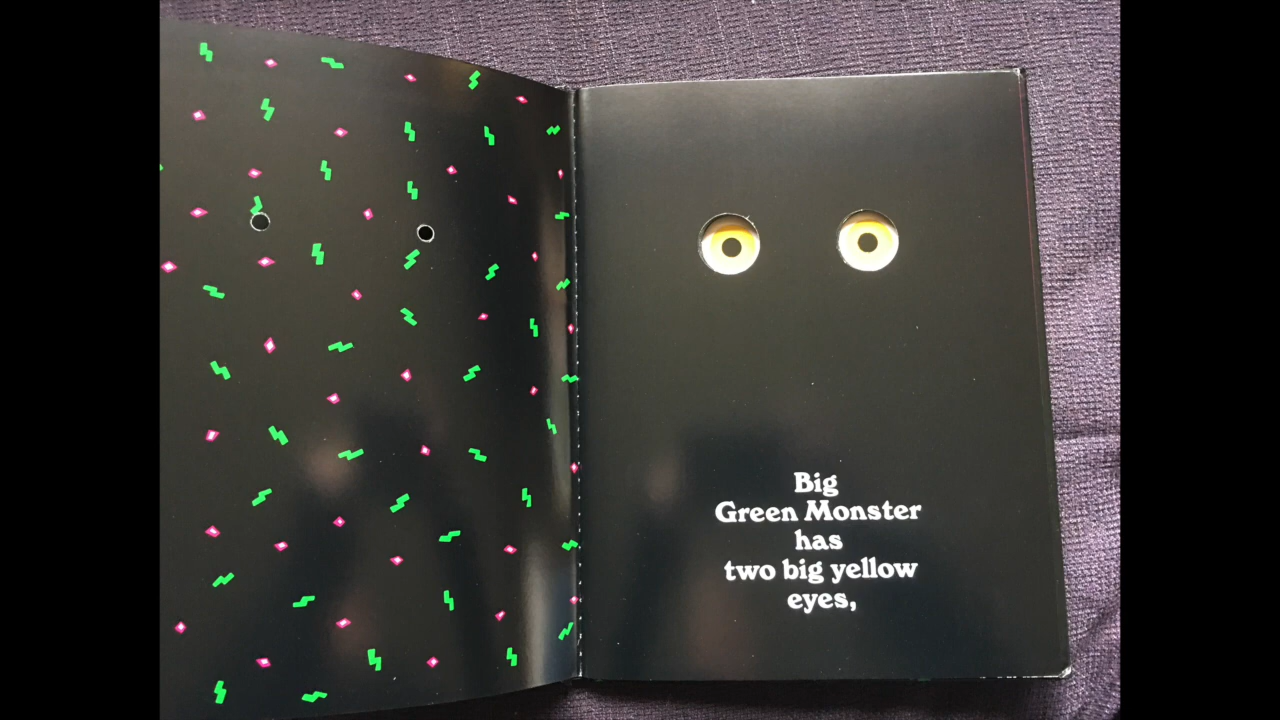 Big
Green Monster
has
two big yellow
eyes,